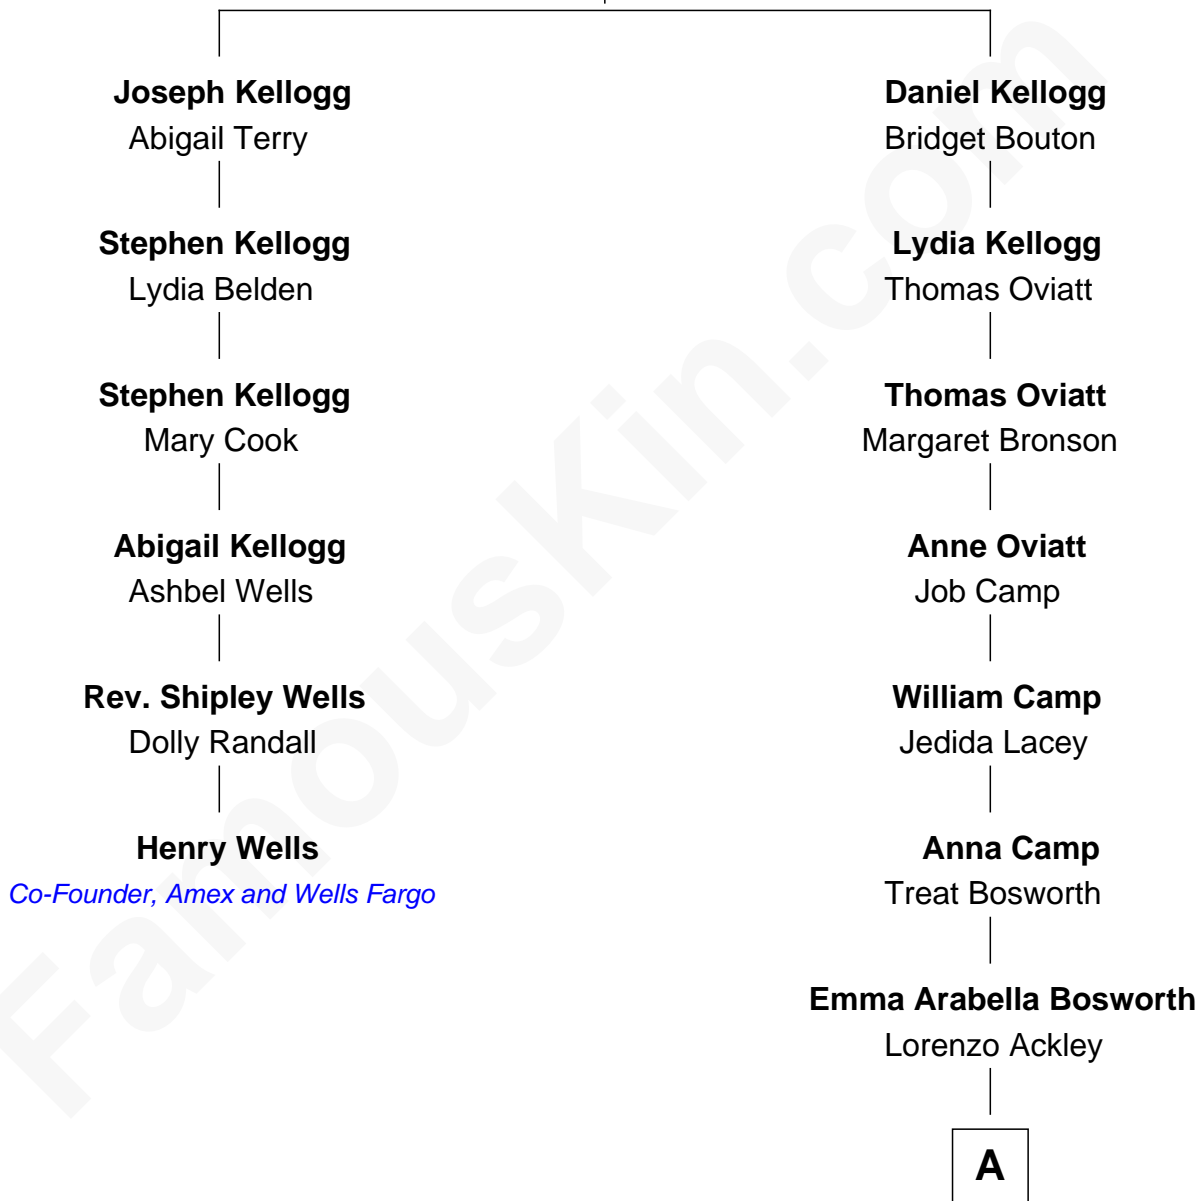 Joseph Kellogg
Abigail Terry
Stephen Kellogg
Lydia Belden
Stephen Kellogg
Mary Cook
Abigail Kellogg
Ashbel Wells
Rev. Shipley Wells
Dolly Randall
Henry Wells
Co-Founder, Amex and Wells Fargo
Daniel Kellogg
Bridget Bouton
Lydia Kellogg
Thomas Oviatt
Thomas Oviatt
Margaret Bronson
Anne Oviatt
Job Camp
William Camp
Jedida Lacey
Anna Camp
Treat Bosworth
Emma Arabella Bosworth
Lorenzo Ackley
A
FamousKin.com